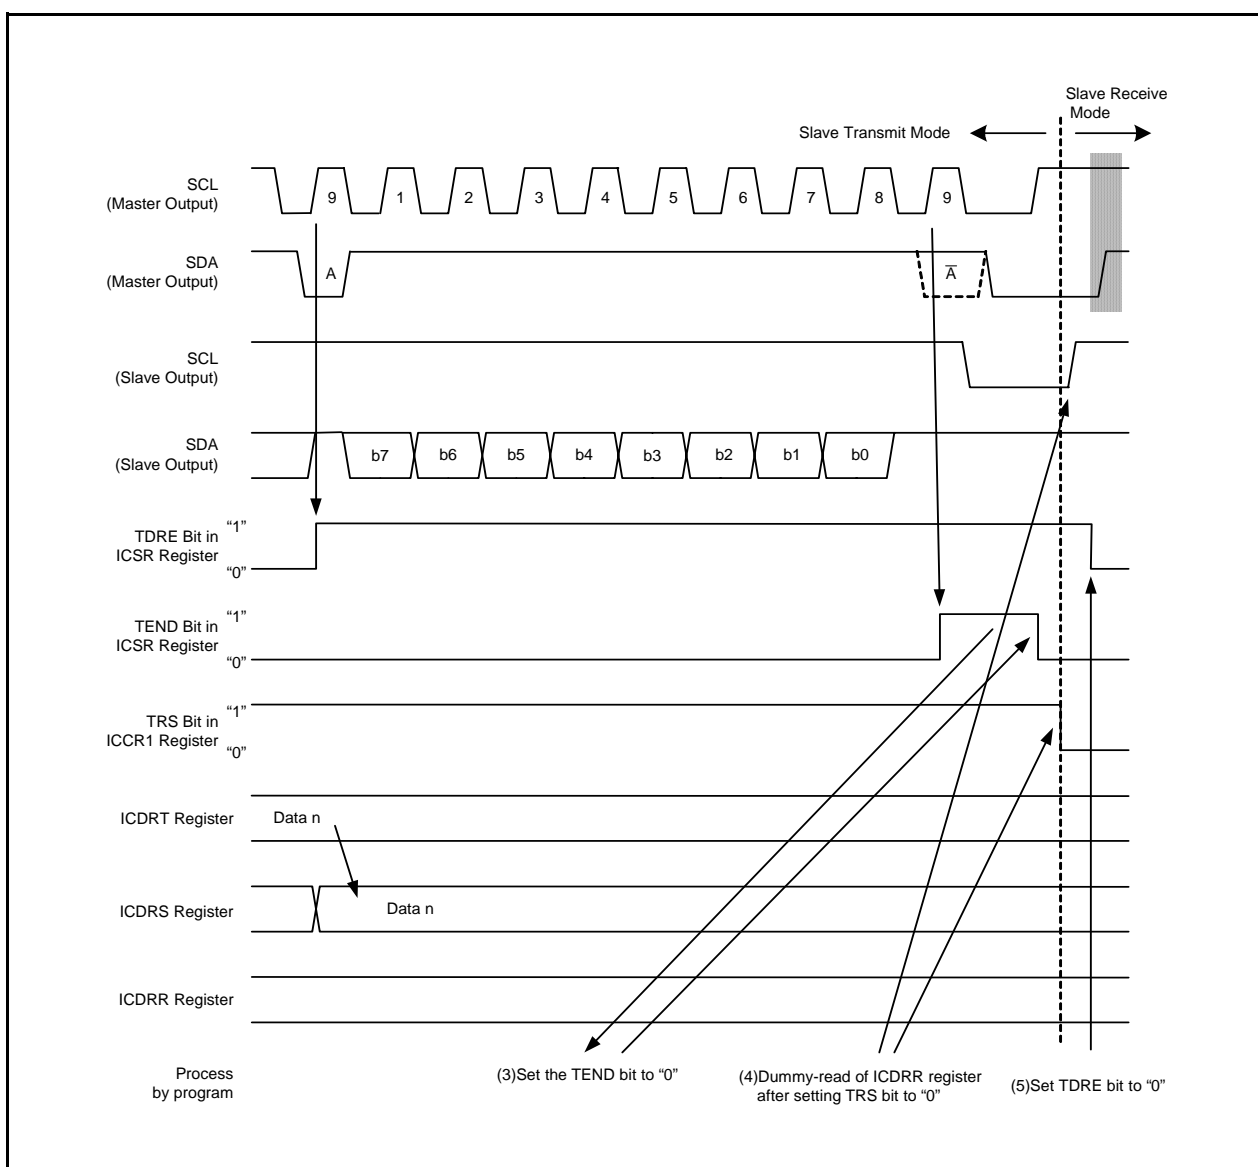 Slave Receive
Mode
Slave Transmit Mode
SCL
(Master Output)
9 1 2 3 4 5 6 7 8 9
SDA
(Master Output)
A A̅
SCL
(Slave Output)
SDA
(Slave Output)
b7 b6 b5 b4 b3 b2 b1 b0
TDRE Bit in
ICSR Register
“1”
“0”
TEND Bit in
ICSR Register
“1”
“0”
TRS Bit in
ICCR1 Register
“1”
“0”
ICDRT Register
Data n
ICDRS Register
Data n
ICDRR Register
Process
by program
(3)Set the TEND bit to “0”
(4)Dummy-read of ICDRR register
after setting TRS bit to “0”
(5)Set TDRE bit to “0”